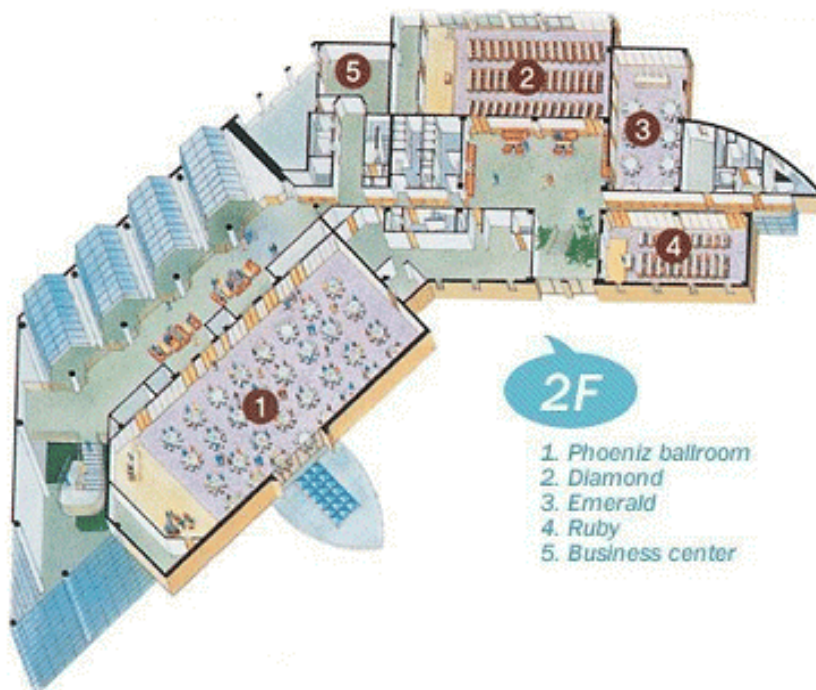 5
2
3
4
1
2F
1. Phoeniz ballroom
2. Diamond
3. Emerald
4. Ruby
5. Business center